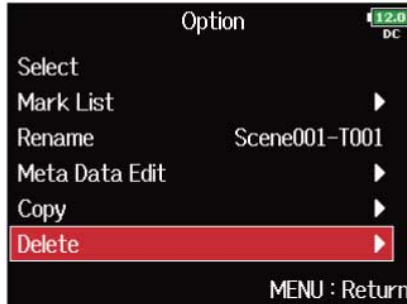 Option
12.0
DC
Select
Mark List
Rename Scene001-T001
Meta Data Edit
Copy
Delete
MENU : Return